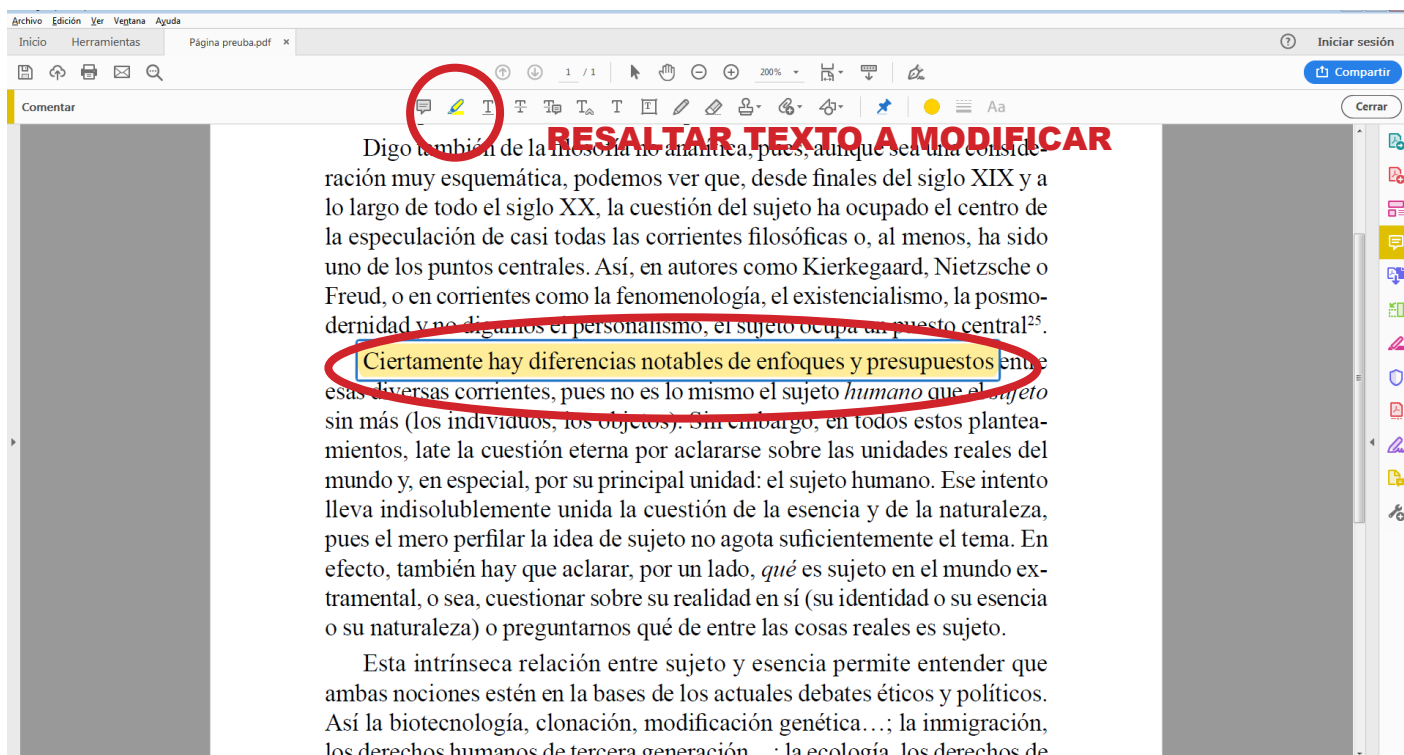 Archivo Edición Ver Ventana Ayuda
Inicio Herramientas Página preuba.pdf × ? Iniciar sesión
1 / 1 200% Compartir
Comentar T T T T T T Aa Cerrar
RESALTAR TEXTO A MODIFICAR
Digo también de la filosofía no analítica, pues, aunque sea una conside-
ración muy esquemática, podemos ver que, desde finales del siglo XIX y a
lo largo de todo el siglo XX, la cuestión del sujeto ha ocupado el centro de
la especulación de casi todas las corrientes filosóficas o, al menos, ha sido
uno de los puntos centrales. Así, en autores como Kierkegaard, Nietzsche o
Freud, o en corrientes como la fenomenología, el existencialismo, la posmo-
dernidad y no digamos el personalismo, el sujeto ocupa un puesto central²⁵.
Ciertamente hay diferencias notables de enfoques y presupuestos entre
esas diversas corrientes, pues no es lo mismo el sujeto humano que el sujeto
sin más (los individuos, los objetos). Sin embargo, en todos estos plantea-
mientos, late la cuestión eterna por aclararse sobre las unidades reales del
mundo y, en especial, por su principal unidad: el sujeto humano. Ese intento
lleva indisolublemente unida la cuestión de la esencia y de la naturaleza,
pues el mero perfilar la idea de sujeto no agota suficientemente el tema. En
efecto, también hay que aclarar, por un lado, qué es sujeto en el mundo ex-
tramental, o sea, cuestionar sobre su realidad en sí (su identidad o su esencia
o su naturaleza) o preguntarnos qué de entre las cosas reales es sujeto.
Esta intrínseca relación entre sujeto y esencia permite entender que
ambas nociones estén en la bases de los actuales debates éticos y políticos.
Así la biotecnología, clonación, modificación genética…; la inmigración,
los derechos humanos de tercera generación…; la ecología, los derechos de